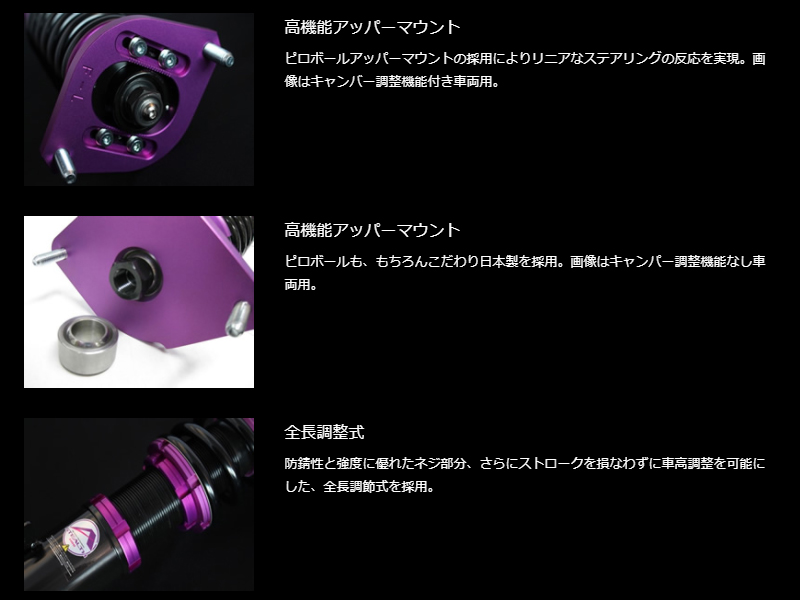 高機能アッパーマウント
ピロボールアッパーマウントの採用によりリニアなステアリングの反応を実現。画
像はキャンバー調整機能付き車両用。
高機能アッパーマウント
ピロボールも、もちろんこだわり日本製を採用。画像はキャンバー調整機能なし車
両用。
全長調整式
防錆性と強度に優れたネジ部分、さらにストロークを損なわずに車高調整を可能に
した、全長調節式を採用。